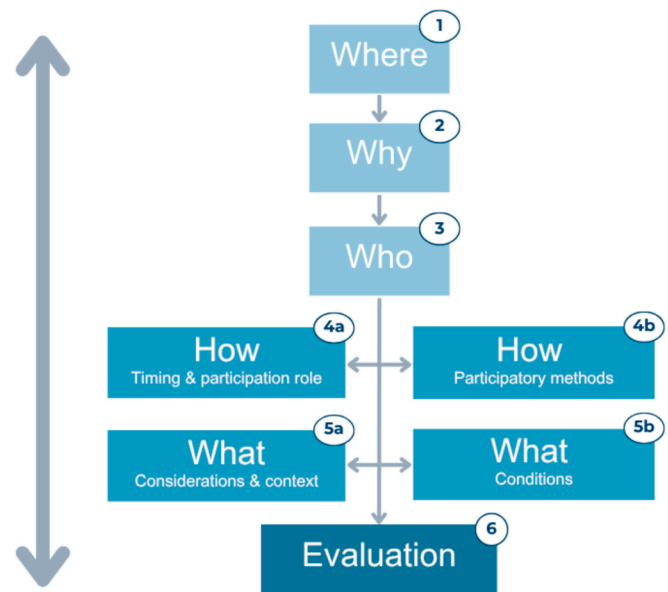 1
Where
2
Why
3
Who
4a
How
Timing & participation role
4b
How
Participatory methods
5a
What
Considerations & context
5b
What
Conditions
6
Evaluation